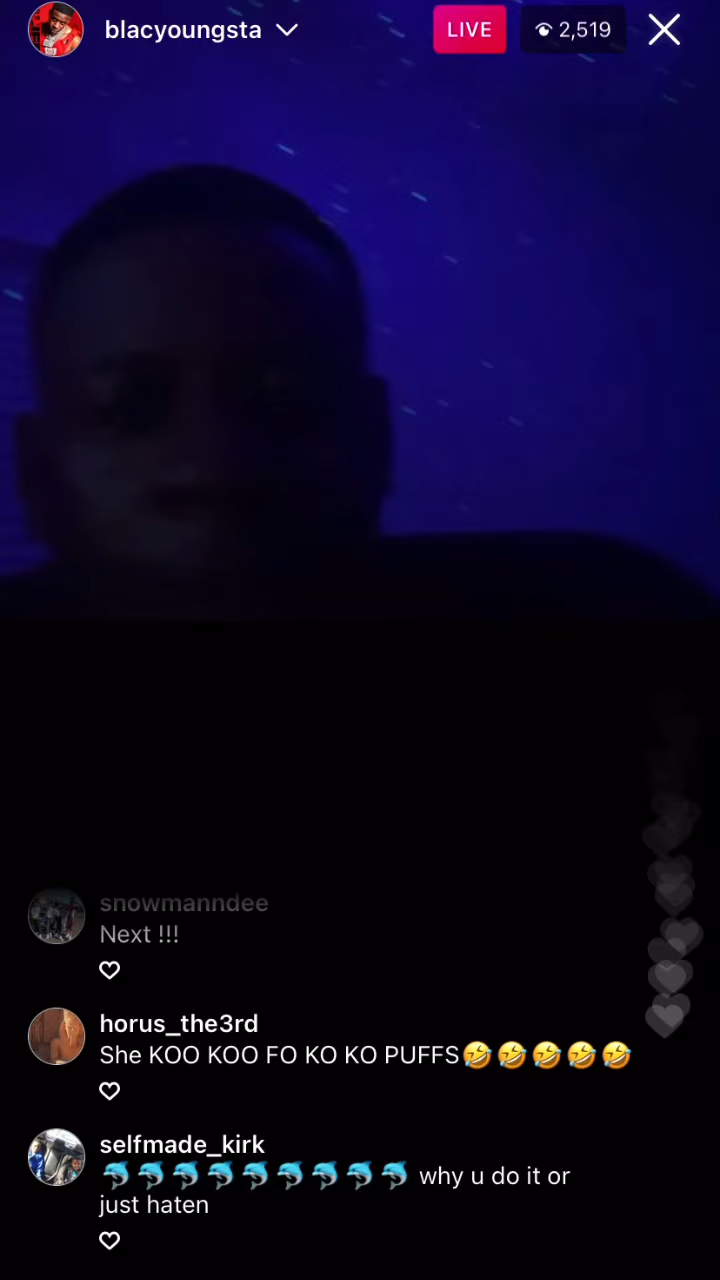 blacyoungsta
LIVE
2,519
snowmanndee
Next !!!
horus_the3rd
She KOO KOO FO KO KO PUFFS🤣🤣🤣🤣🤣
selfmade_kirk
🐬🐬🐬🐬🐬🐬🐬🐬🐬 why u do it or
just haten